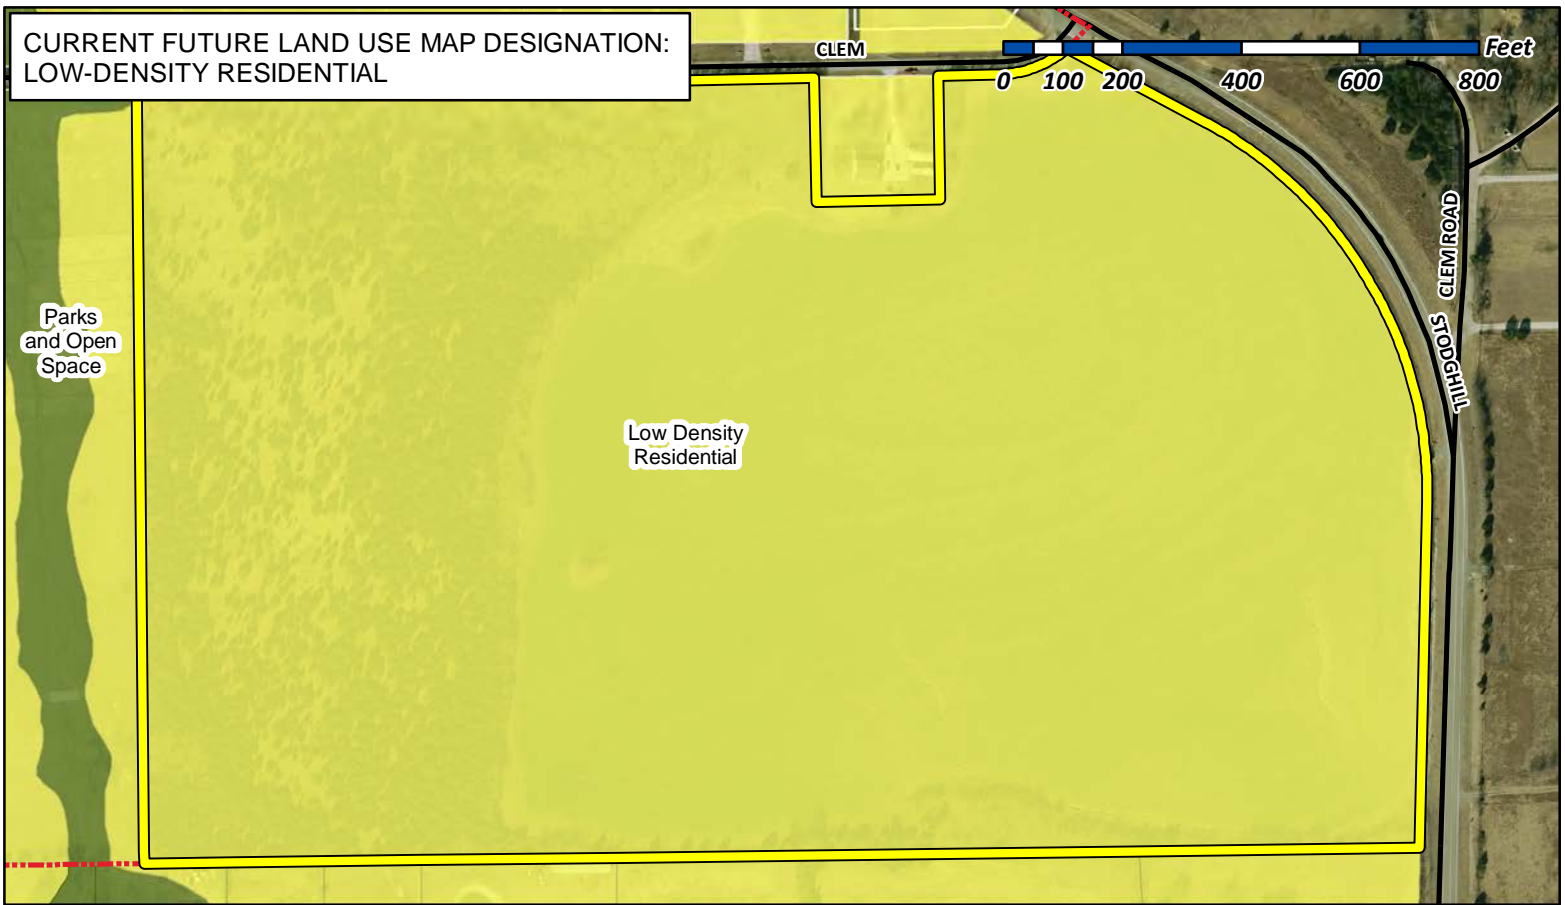 CURRENT FUTURE LAND USE MAP DESIGNATION:
LOW-DENSITY RESIDENTIAL
CLEM
Feet
0 100 200 400 600 800
CLEM ROAD
STODGHILL
Parks
and Open
Space
Low Density
Residential